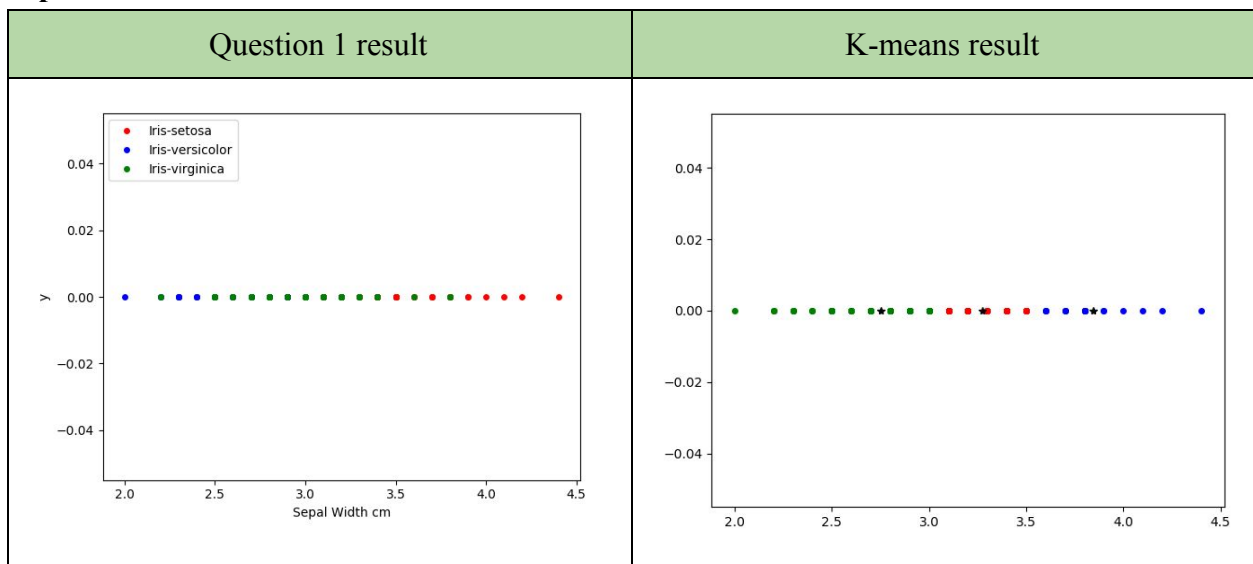 Question 1 result
K-means result
Iris-setosa
Iris-versicolor
Iris-virginica
0.04
0.02
0.00
−0.02
−0.04
y
2.0 2.5 3.0 3.5 4.0 4.5
Sepal Width cm
0.04
0.02
0.00
−0.02
−0.04
2.0 2.5 3.0 3.5 4.0 4.5